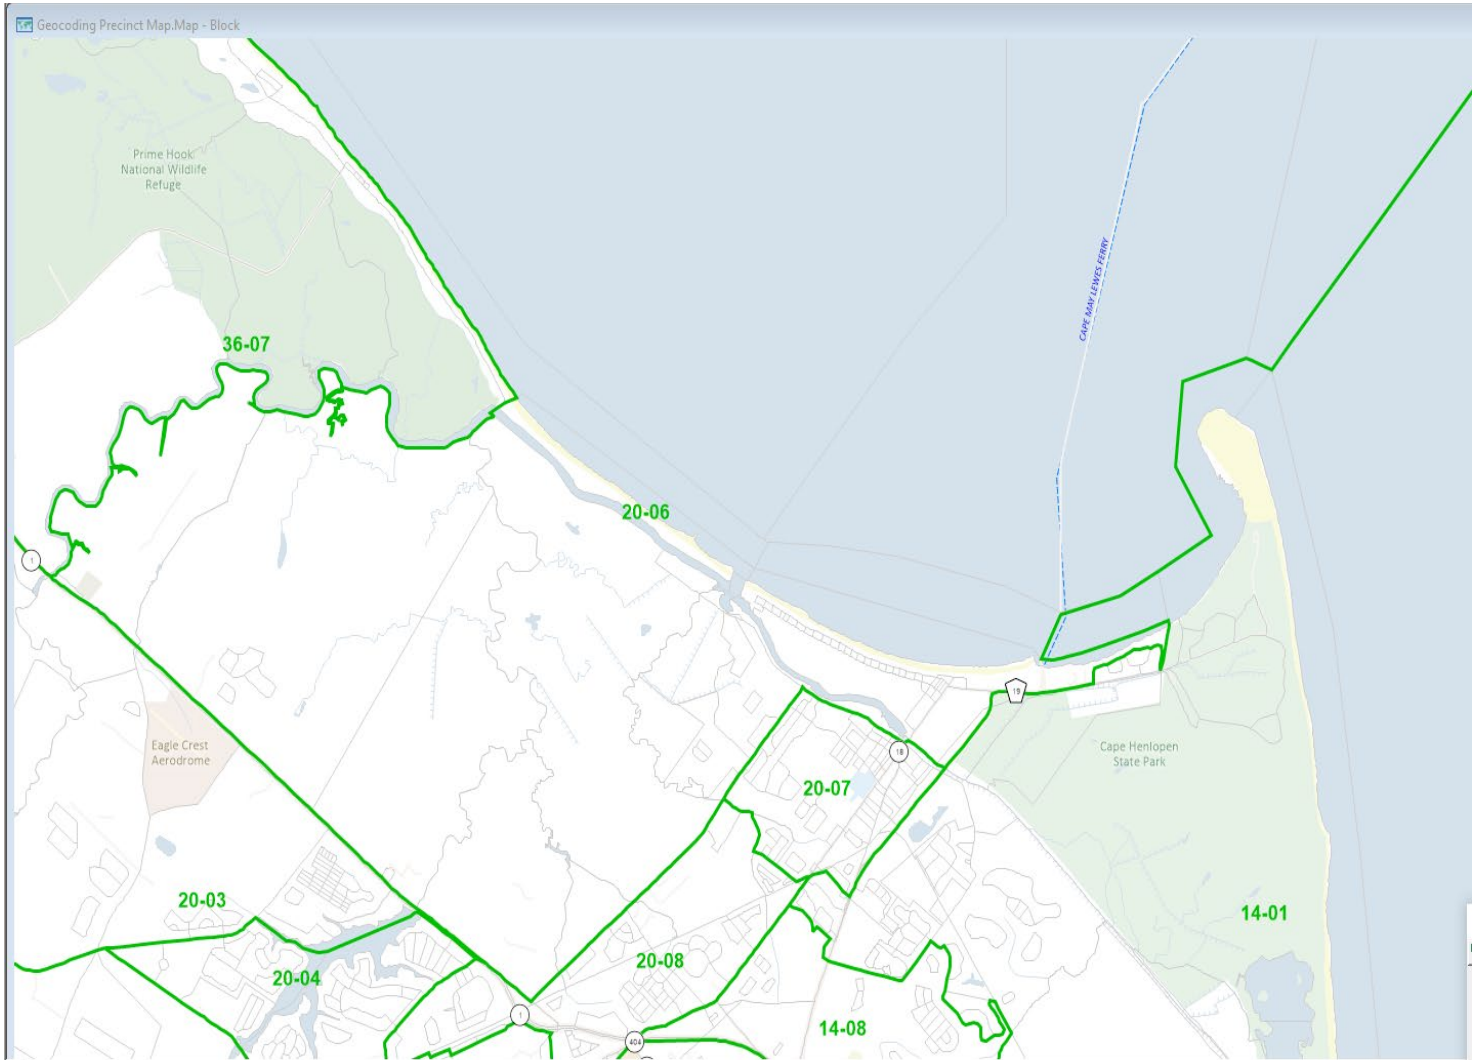 Geocoding Precinct Map.Map - Block
Prime Hook
National Wildlife
Refuge
CAPE MAY LEWES FERRY
36-07
20-06
1
19
Eagle Crest
Aerodrome
18
Cape Henlopen
State Park
20-07
20-03
14-01
20-08
20-04
1
14-08
404